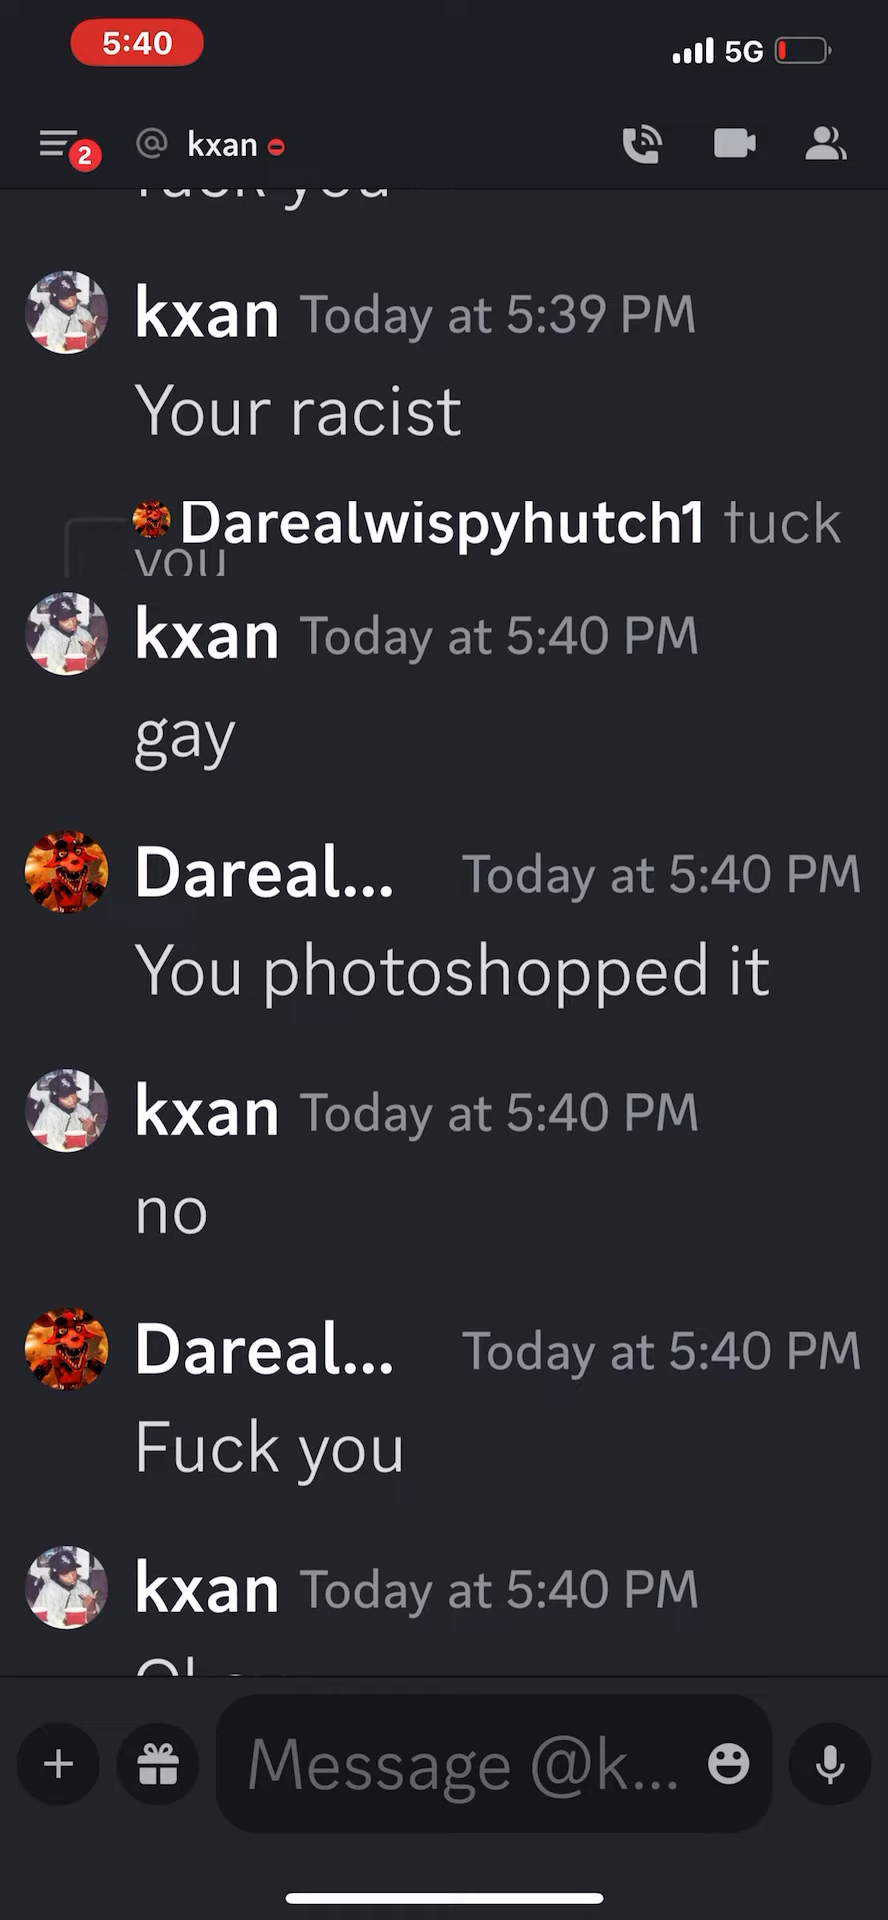 5:40
5G
2
@ kxan
fuck you
kxan Today at 5:39 PM
Your racist
Darealwispyhutch1 fuck
you
kxan Today at 5:40 PM
gay
Dareal... Today at 5:40 PM
You photoshopped it
kxan Today at 5:40 PM
no
Dareal... Today at 5:40 PM
Fuck you
kxan Today at 5:40 PM
Message @k...